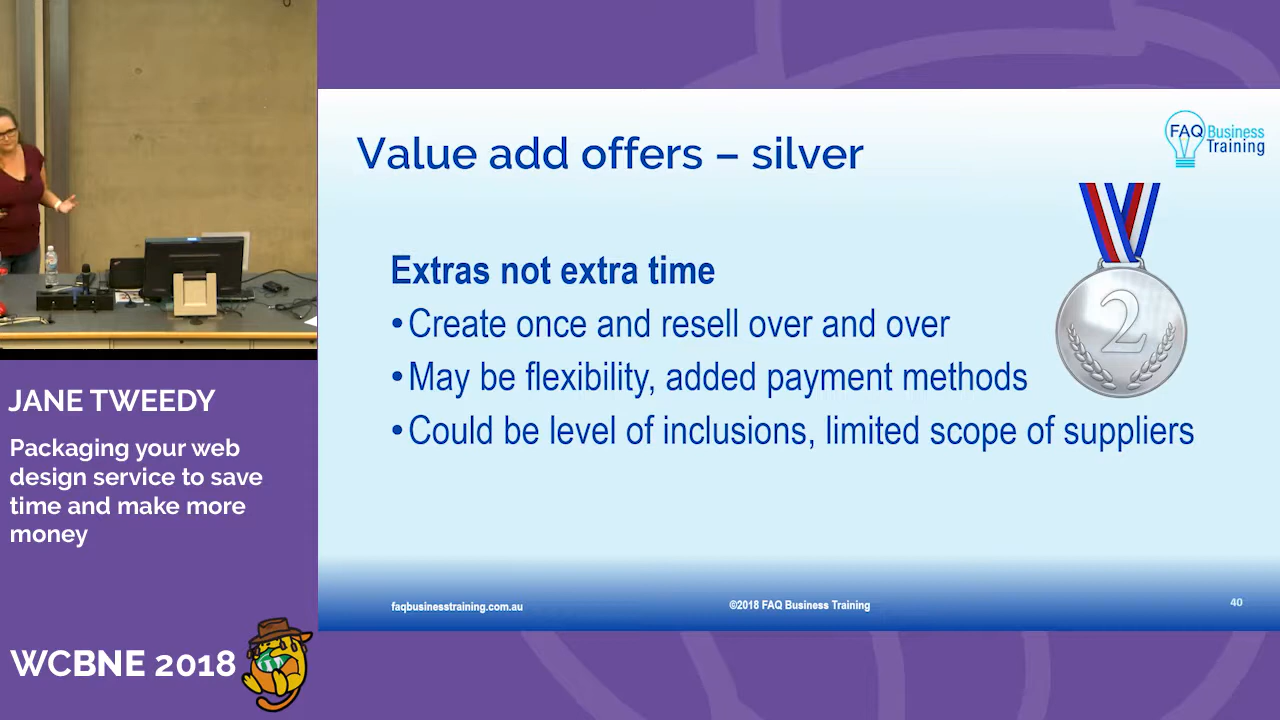 Value add offers – silver
FAQ Business
Training
2
Extras not extra time
•Create once and resell over and over
•May be flexibility, added payment methods
•Could be level of inclusions, limited scope of suppliers
faqbusinesstraining.com.au
©2018 FAQ Business Training
40
JANE TWEEDY
Packaging your web
design service to save
time and make more
money
WCBNE 2018